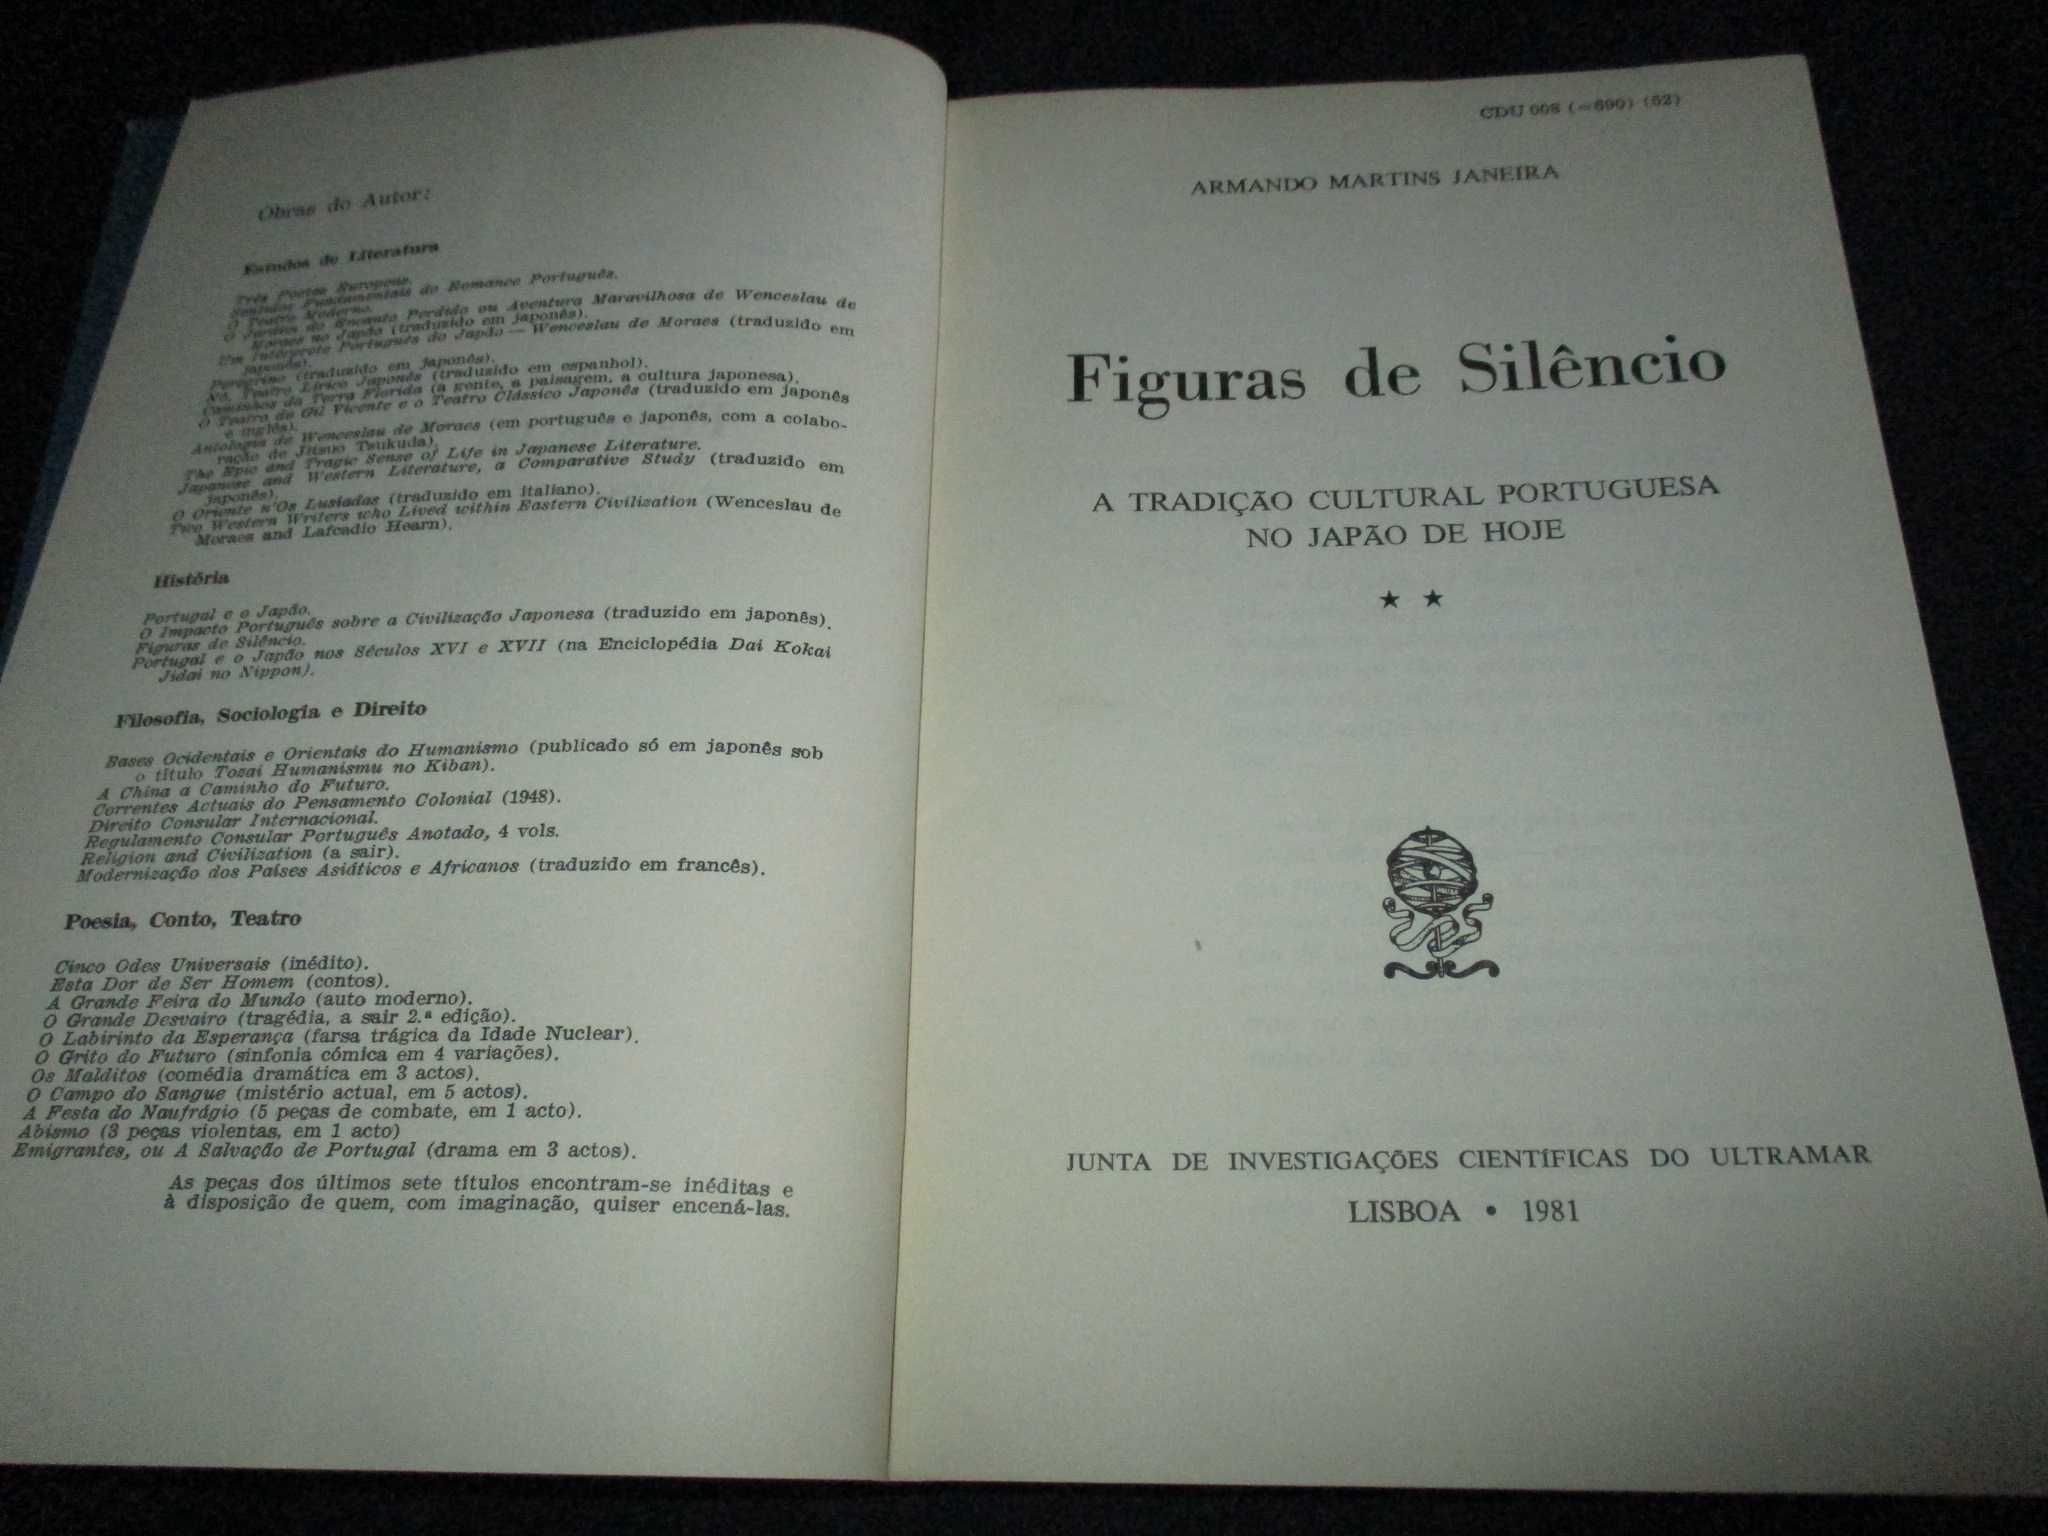 Obras do Autor:
Estudos de Literatura
Três Poetas Europeus.
Sentidos Fundamentais do Romance Português.
O Teatro Moderno.
O Jardim do Encanto Perdido ou Aventura Maravilhosa de Wenceslau de
Moraes no Japão (traduzido em japonês).
Um Intérprete Português do Japão — Wenceslau de Moraes (traduzido em
japonês).
Peregrino (traduzido em japonês).
Nô, Teatro Lírico Japonês (traduzido em espanhol).
Caminhos da Terra Florida (a gente, a paisagem, a cultura japonesa).
O Teatro de Gil Vicente e o Teatro Clássico Japonês (traduzido em japonês
e inglês).
Antologia de Wenceslau de Moraes (em português e japonês, com a colabo-
ração de Jitsuo Tsukuda).
The Epic and Tragic Sense of Life in Japanese Literature.
Japanese and Western Literature, a Comparative Study (traduzido em
japonês).
O Oriente n'Os Lusíadas (traduzido em italiano).
Two Western Writers who Lived within Eastern Civilization (Wenceslau de
Moraes and Lafcadio Hearn).
História
Portugal e o Japão.
O Impacto Português sobre a Civilização Japonesa (traduzido em japonês).
Figuras de Silêncio.
Portugal e o Japão nos Séculos XVI e XVII (na Enciclopédia Dai Kokai
Jidai no Nippon).
Filosofia, Sociologia e Direito
Bases Ocidentais e Orientais do Humanismo (publicado só em japonês sob
o título Tozai Humanismu no Kiban).
A China a Caminho do Futuro.
Correntes Actuais do Pensamento Colonial (1948).
Direito Consular Internacional.
Regulamento Consular Português Anotado, 4 vols.
Religion and Civilization (a sair).
Modernização dos Países Asiáticos e Africanos (traduzido em francês).
Poesia, Conto, Teatro
Cinco Odes Universais (inédito).
Esta Dor de Ser Homem (contos).
A Grande Feira do Mundo (auto moderno).
O Grande Desvairo (tragédia, a sair 2.ª edição).
O Labirinto da Esperança (farsa trágica da Idade Nuclear).
O Grito do Futuro (sinfonia cómica em 4 variações).
Os Malditos (comédia dramática em 3 actos).
O Campo do Sangue (mistério actual, em 5 actos).
A Festa do Naufrágio (5 peças de combate, em 1 acto).
Abismo (3 peças violentas, em 1 acto)
Emigrantes, ou A Salvação de Portugal (drama em 3 actos).
As peças dos últimos sete títulos encontram-se inéditas e
à disposição de quem, com imaginação, quiser encená-las.
CDU 008 (=690) (52)
ARMANDO MARTINS JANEIRA
Figuras de Silêncio
A TRADIÇÃO CULTURAL PORTUGUESA
NO JAPÃO DE HOJE
★ ★
JUNTA DE INVESTIGAÇÕES CIENTÍFICAS DO ULTRAMAR
LISBOA • 1981